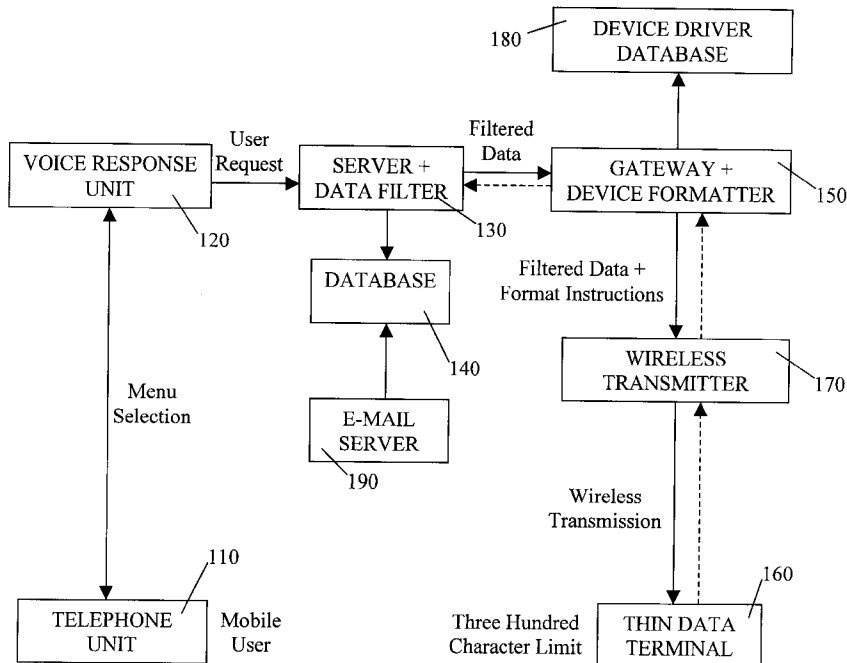 180
DEVICE DRIVER
DATABASE
User
Request
Filtered
Data
VOICE RESPONSE
UNIT
120
SERVER +
DATA FILTER
130
GATEWAY +
DEVICE FORMATTER
150
DATABASE
140
Filtered Data +
Format Instructions
WIRELESS
TRANSMITTER
170
Menu
Selection
E-MAIL
SERVER
190
Wireless
Transmission
110
TELEPHONE
UNIT
Mobile
User
Three Hundred
Character Limit
160
THIN DATA
TERMINAL